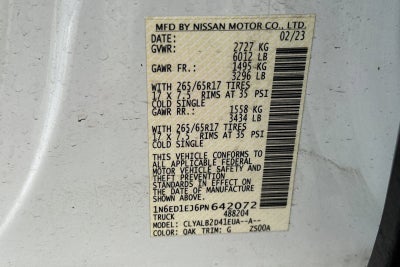 MFD BY NISSAN MOTOR CO., LTD.
DATE: 02/23
GVWR: 2727 KG
6012 LB
GAWR FR.: 1495 KG
3296 LB
WITH 265/65R17 TIRES
17 X 7.5 RIMS AT 35 PSI
COLD SINGLE
GAWR RR.: 1558 KG
3434 LB
WITH 265/65R17 TIRES
17 X 7.5 RIMS AT 35 PSI
COLD SINGLE
THIS VEHICLE CONFORMS TO
ALL APPLICABLE FEDERAL
MOTOR VEHICLE SAFETY AND
THEFT PREVENTION
STANDARDS IN EFFECT ON
THE DATE OF MANUFACTURE
SHOWN ABOVE.
1N6ED1EJ6PN642072
TRUCK 488204
MODEL: CLYALB2D41EUA--A--
COLOR: QAK TRIM: G ZS00A